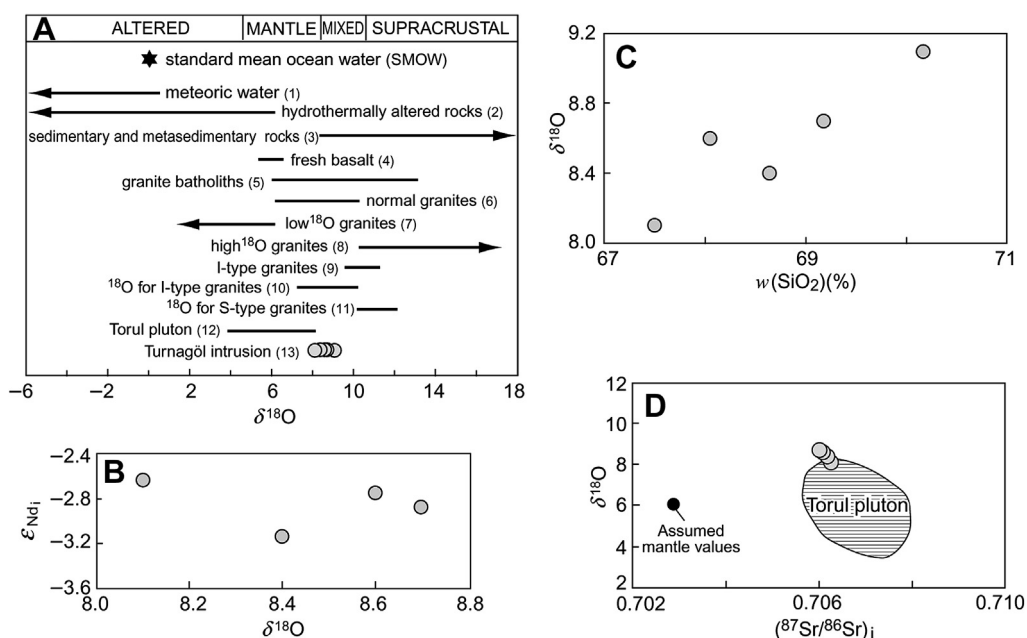 A
ALTERED MANTLE MIXED SUPRACRUSTAL
standard mean ocean water (SMOW)
meteoric water (1)
hydrothermally altered rocks (2)
sedimentary and metasedimentary rocks (3)
fresh basalt (4)
granite batholiths (5)
normal granites (6)
low¹⁸O granites (7)
high¹⁸O granites (8)
I-type granites (9)
¹⁸O for I-type granites (10)
¹⁸O for S-type granites (11)
Torul pluton (12)
Turnagöl intrusion (13)
−6 −2 2 6 10 14 18
δ¹⁸O
B
−2.4
−2.8
−3.2
−3.6
εNdi
8.0 8.2 8.4 8.6 8.8
δ¹⁸O
C
9.2
8.8
8.4
8.0
δ¹⁸O
67 69 71
w(SiO₂)(%)
D
12
10
8
6
4
2
δ¹⁸O
Torul pluton
Assumed
mantle values
0.702 0.706 0.710
(⁸⁷Sr/⁸⁶Sr)ᵢ